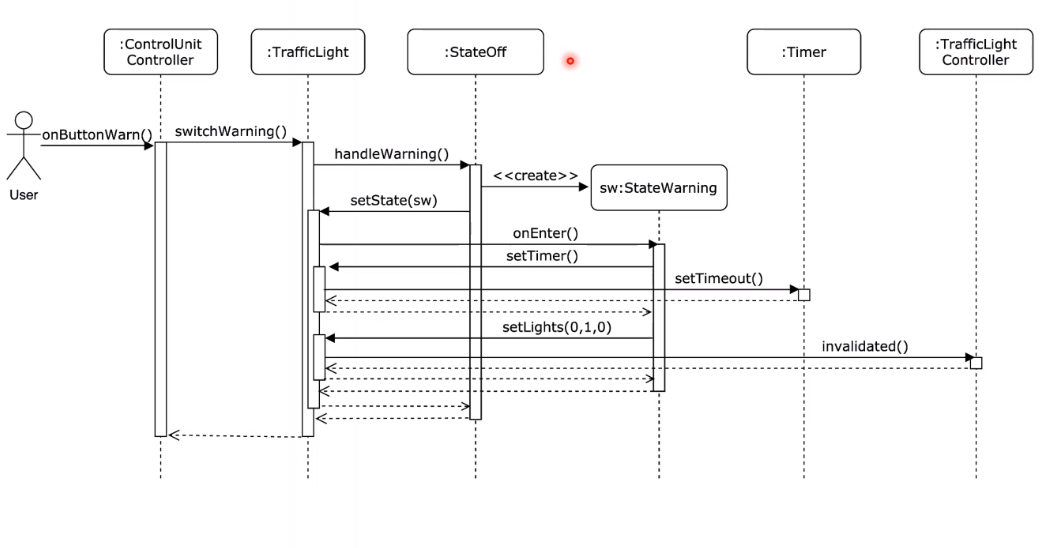 :ControlUnit
Controller
:TrafficLight
:StateOff
:Timer
:TrafficLight
Controller
onButtonWarn()
switchWarning()
User
handleWarning()
<<create>>
sw:StateWarning
setState(sw)
onEnter()
setTimer()
setTimeout()
setLights(0,1,0)
invalidated()